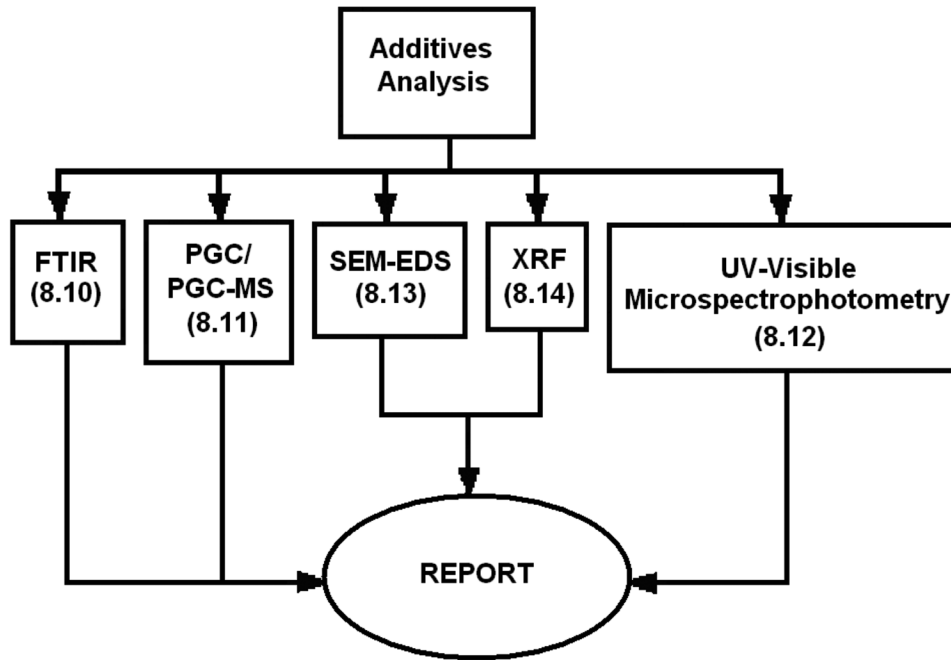 Additives
Analysis
FTIR
(8.10)
PGC/
PGC-MS
(8.11)
SEM-EDS
(8.13)
XRF
(8.14)
UV-Visible
Microspectrophotometry
(8.12)
REPORT